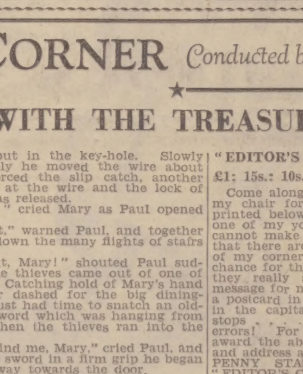 CORNER Conducted b
WITH THE TREASU
out in the key-hole. Slowly
ly he moved the wire about
erced the slip catch, another
at the wire and the lock of
s released.
" cried Mary as Paul opened
t," warned Paul, and together
lown the many flights of stairs
t, Mary!" shouted Paul sud-
e thieves came out of one of
Catching hold of Mary's hand
dashed for the big dining-
ust had time to snatch an old-
word which was hanging from
hen the thieves ran into the
ind me, Mary," cried Paul, and
sword in a firm grip he began
way towards the door.
"EDITOR'S
£1; 15s.; 10s.
Come along
my chair for
printed below
one of my yo
cannot make
that there are
of my corner
chance for th
they really
message for m
a postcard in
in the capita
stops . . .
errors! For
award the ab
and address a
PENNY STA
"EDITOR'S C